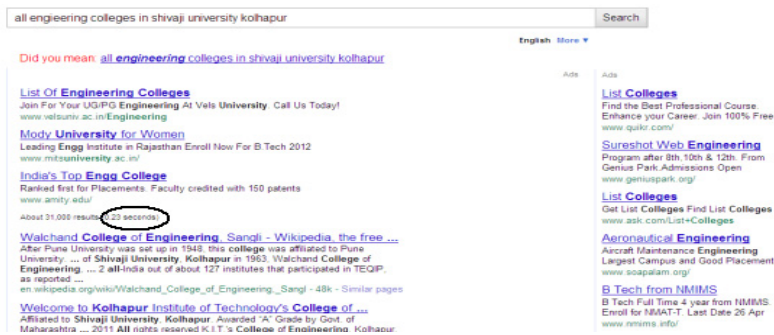 all engieering colleges in shivaji university kolhapur
Search
English More ▼
Did you mean: all engineering colleges in shivaji university kolhapur
Ads
List Of Engineering Colleges
Join For Your UG/PG Engineering At Vels University. Call Us Today!
www.velsuniv.ac.in/Engineering
Mody University for Women
Leading Engg Institute in Rajasthan Enroll Now For B.Tech 2012
www.mitsuniversity.ac.in/
India's Top Engg College
Ranked first for Placements. Faculty credited with 150 patents
www.amity.edu/
About 31,000 results (0.23 seconds)
Walchand College of Engineering, Sangli - Wikipedia, the free ...
After Pune University was set up in 1948, this college was affiliated to Pune
University. ... of Shivaji University, Kolhapur in 1963, Walchand College of
Engineering, ... 2 all-India out of about 127 institutes that participated in TEQIP,
as reported ...
en.wikipedia.org/wiki/Walchand_College_of_Engineering,_Sangl - 48k - Similar pages
Welcome to Kolhapur Institute of Technology's College of ...
Affiliated to Shivaji University, Kolhapur. Awarded "A" Grade by Govt. of
Maharashtra ... 2011 All rights reserved K.I.T.'s College of Engineering, Kolhapur.
Ads
List Colleges
Find the Best Professional Course.
Enhance your Career. Join 100% Free
www.quikr.com/
Sureshot Web Engineering
Program after 8th,10th & 12th. From
Genius Park.Admissions Open
www.geniuspark.org/
List Colleges
Get List Colleges Find List Colleges
www.ask.com/List+Colleges
Aeronautical Engineering
Aircraft Maintenance Engineering
Largest Campus and Good Placement
www.soapalam.org/
B Tech from NMIMS
B Tech Full Time 4 year from NMIMS.
Enroll for NMAT-T. Last Date 26 Apr
www.nmims.info/